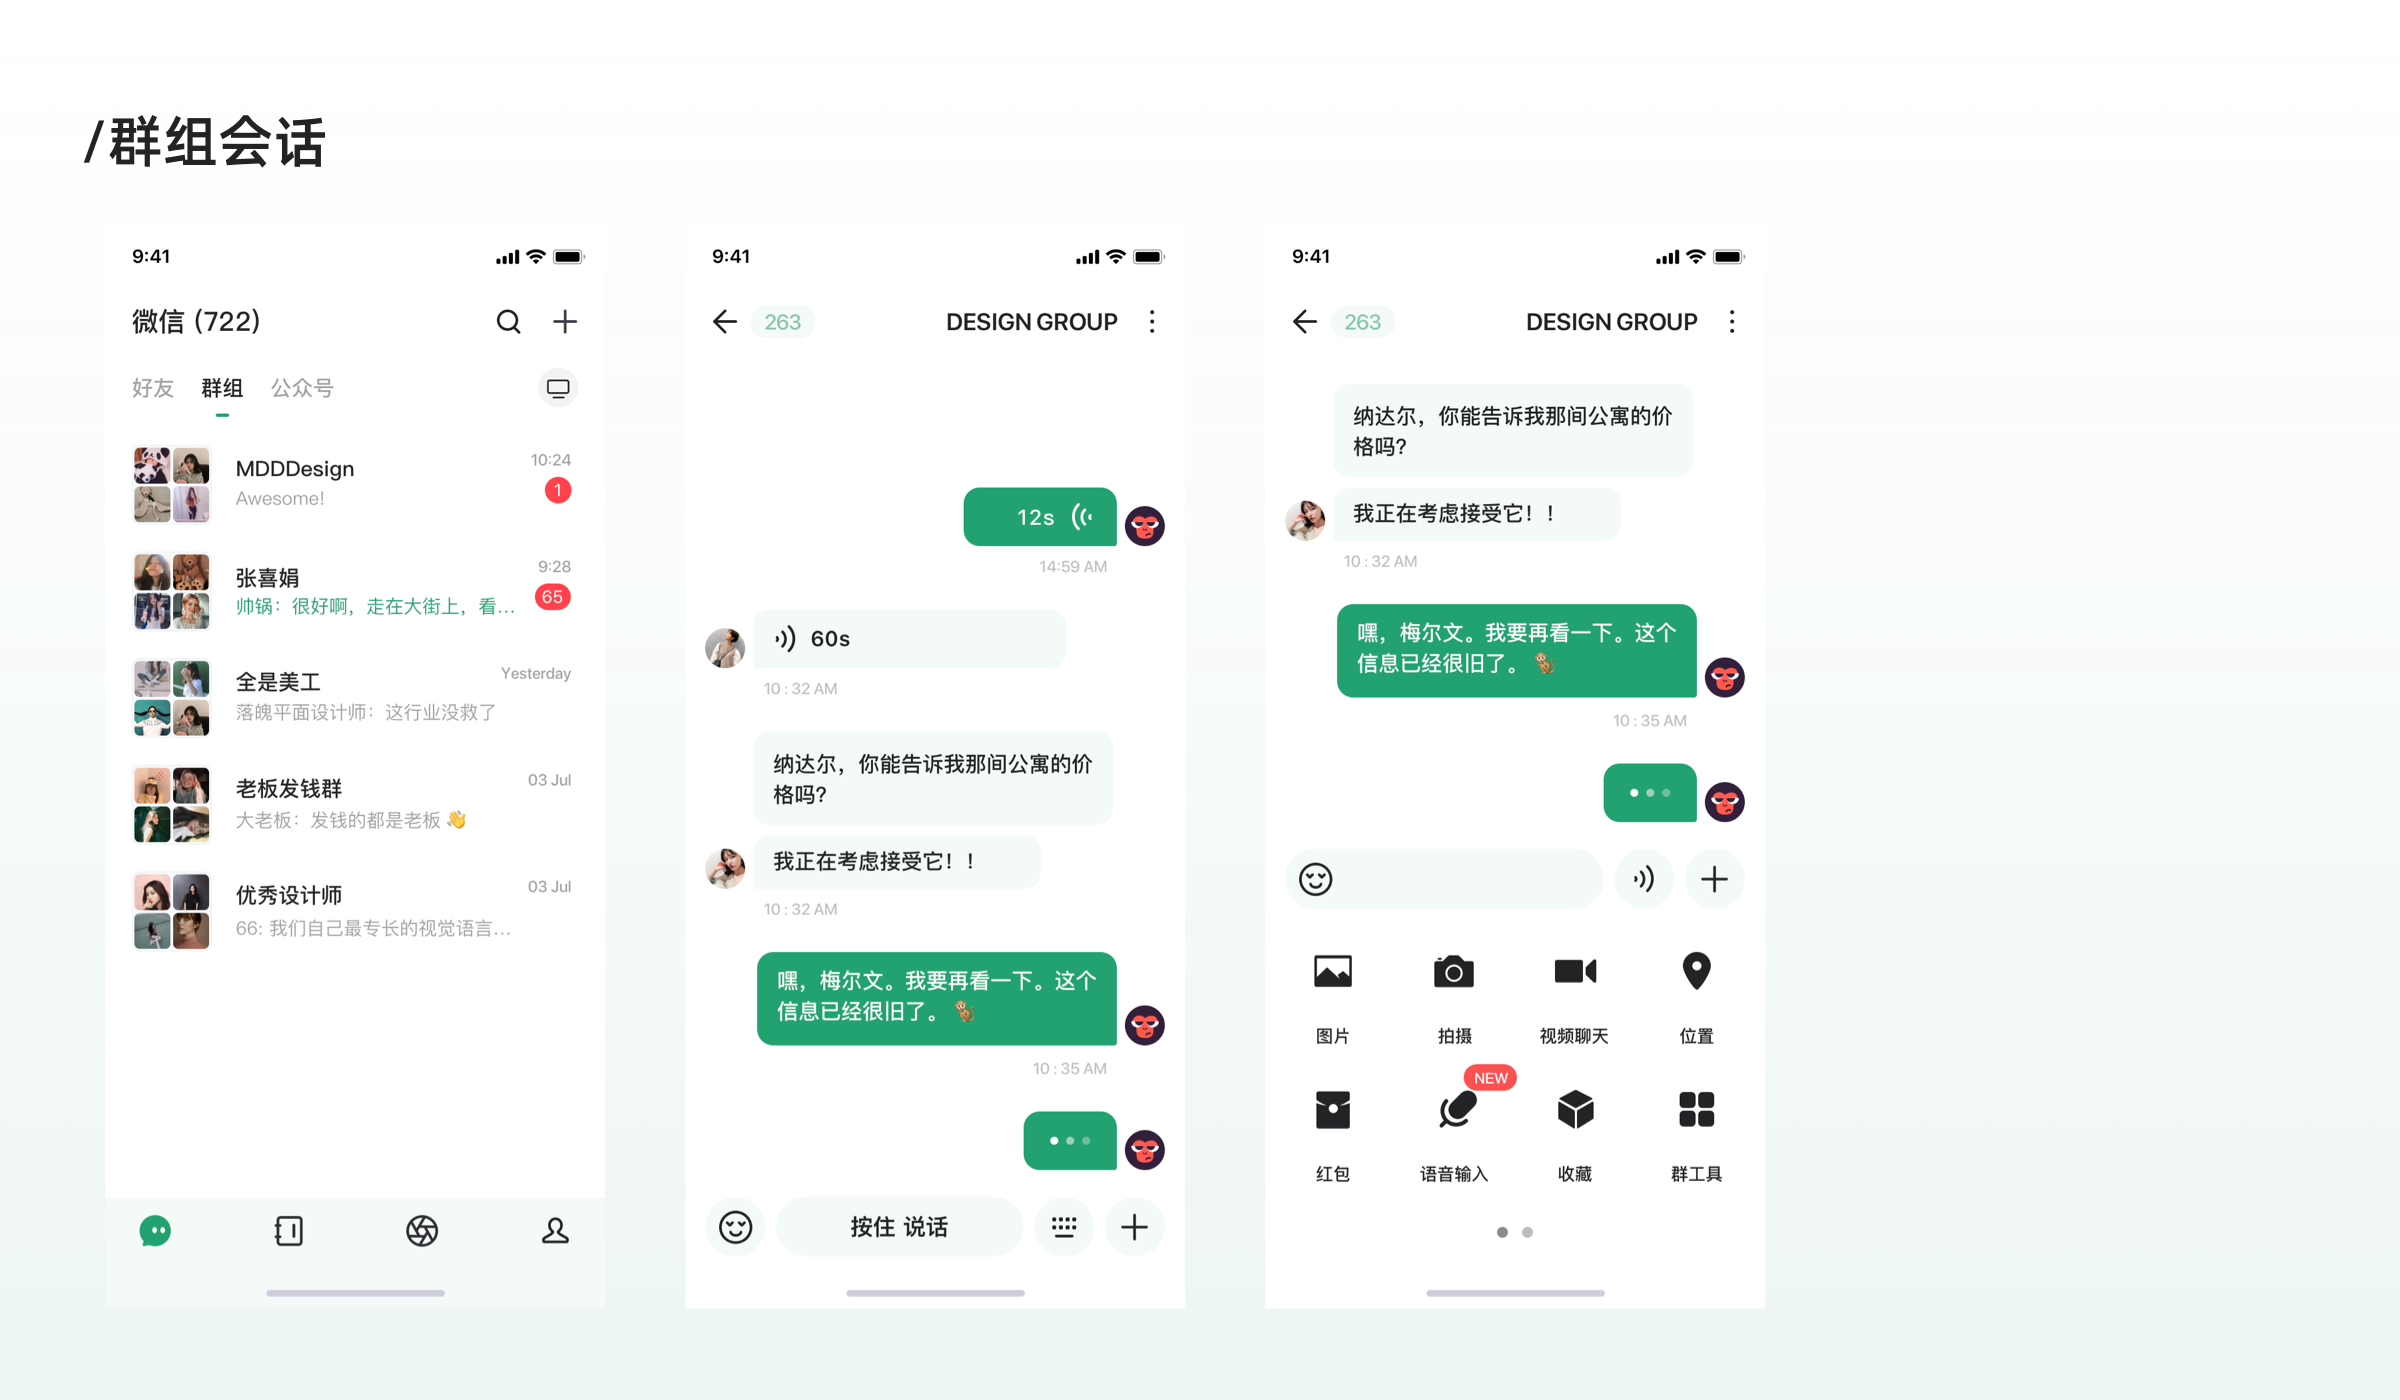 /群组会话
9:41
微信 (722)
好友 群组 公众号
MDDDesign
10:24
Awesome!
1
张喜娟
9:28
帅锅：很好啊，走在大街上，看...
65
全是美工
Yesterday
落魄平面设计师：这行业没救了
老板发钱群
03 Jul
大老板：发钱的都是老板 👋
优秀设计师
03 Jul
66: 我们自己最专长的视觉语言...
9:41
263
DESIGN GROUP
12s
14:59 AM
60s
10 : 32 AM
纳达尔，你能告诉我那间公寓的价
格吗?
我正在考虑接受它！！
10 : 32 AM
嘿，梅尔文。我要再看一下。这个
信息已经很旧了。 🐒
10 : 35 AM
按住 说话
9:41
263
DESIGN GROUP
纳达尔，你能告诉我那间公寓的价
格吗?
我正在考虑接受它！！
10 : 32 AM
嘿，梅尔文。我要再看一下。这个
信息已经很旧了。 🐒
10 : 35 AM
图片 拍摄 视频聊天 位置
NEW
红包 语音输入 收藏 群工具